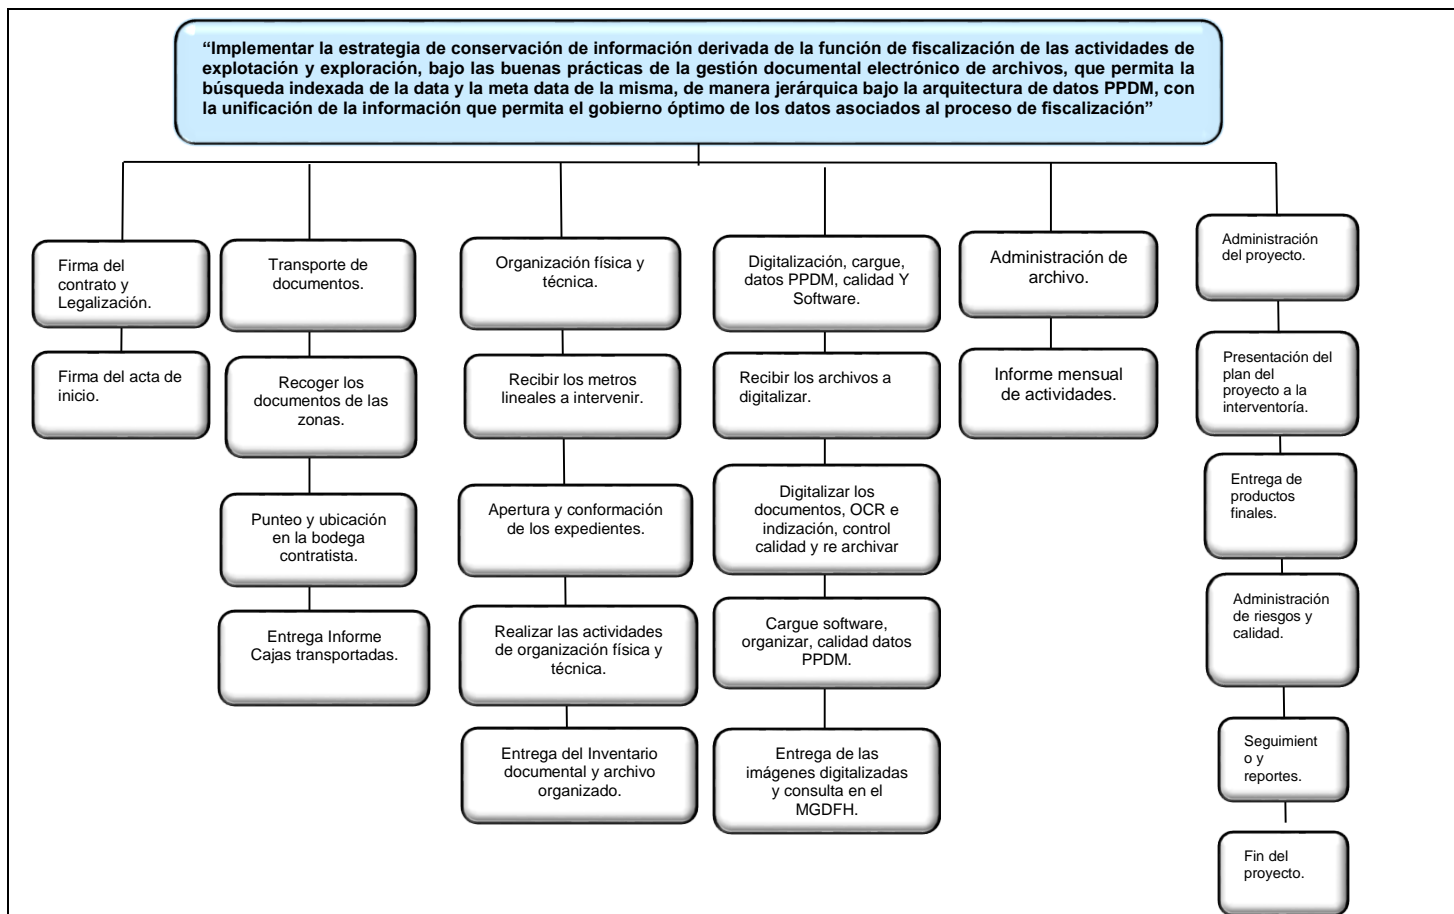 “Implementar la estrategia de conservación de información derivada de la función de fiscalización de las actividades de
explotación y exploración, bajo las buenas prácticas de la gestión documental electrónico de archivos, que permita la
búsqueda indexada de la data y la meta data de la misma, de manera jerárquica bajo la arquitectura de datos PPDM, con
la unificación de la información que permita el gobierno óptimo de los datos asociados al proceso de fiscalización”
Firma del
contrato y
Legalización.
Firma del acta de
inicio.
Transporte de
documentos.
Recoger los
documentos de las
zonas.
Punteo y ubicación
en la bodega
contratista.
Entrega Informe
Cajas transportadas.
Organización física y
técnica.
Recibir los metros
lineales a intervenir.
Apertura y conformación
de los expedientes.
Realizar las actividades
de organización física y
técnica.
Entrega del Inventario
documental y archivo
organizado.
Digitalización, cargue,
datos PPDM, calidad Y
Software.
Recibir los archivos a
digitalizar.
Digitalizar los
documentos, OCR e
indización, control
calidad y re archivar
Cargue software,
organizar, calidad datos
PPDM.
Entrega de las
imágenes digitalizadas
y consulta en el
MGDFH.
Administración de
archivo.
Informe mensual
de actividades.
Administración
del proyecto.
Presentación del
plan del
proyecto a la
interventoría.
Entrega de
productos
finales.
Administración
de riesgos y
calidad.
Seguimient
o y
reportes.
Fin del
proyecto.